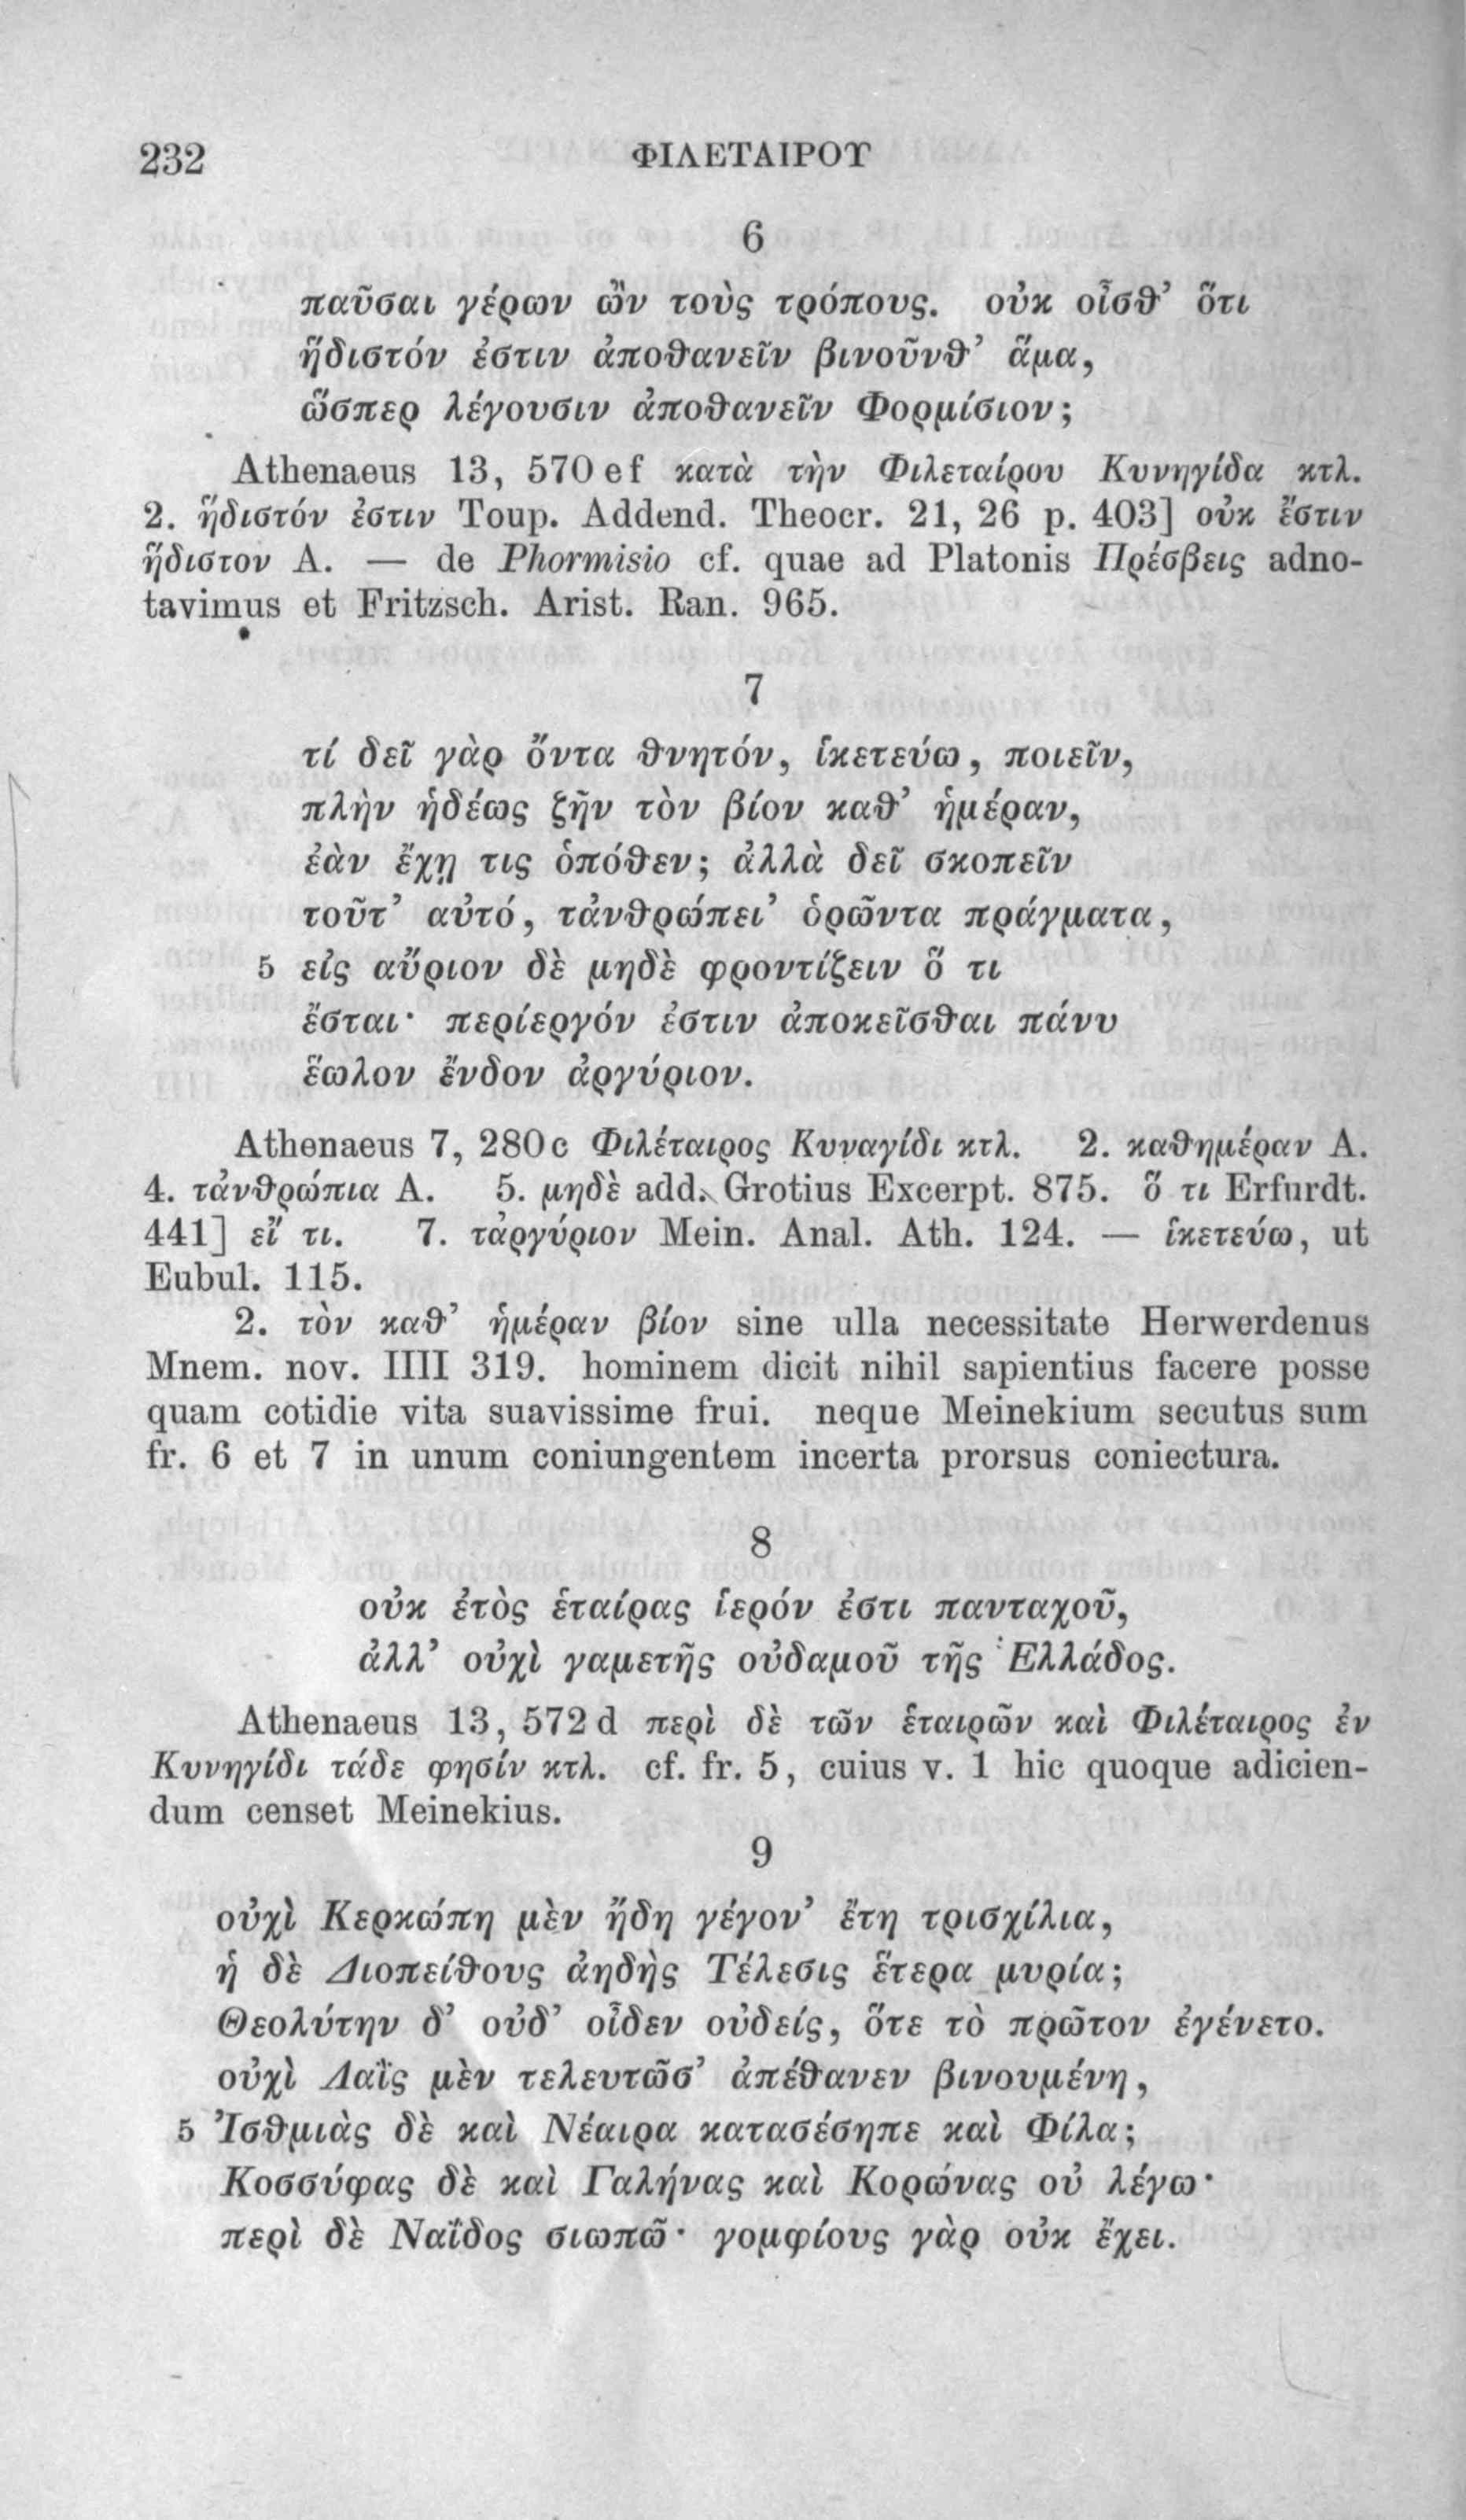 232 ΦΙΛΕΤΑΙΡΟΥ
6
παῦσαι γέρων ὢν τοὺς τρόπους. οὐκ οἶσθ’ ὅτι
ἥδιστόν ἐστιν ἀποθανεῖν βινοῦνθ’ ἅμα,
ὥσπερ λέγουσιν ἀποθανεῖν Φορμίσιον;
Athenaeus 13, 570 ef κατὰ τὴν Φιλεταίρου Κυνηγίδα κτλ.
2. ἥδιστόν ἐστιν Toup. Addend. Theocr. 21, 26 p. 403] οὐκ ἔστιν
ἥδιστον A. — de Phormisio cf. quae ad Platonis Πρέσβεις adno-
tavimus et Fritzsch. Arist. Ran. 965.
7
τί δεῖ γὰρ ὄντα θνητόν, ἱκετεύω, ποιεῖν,
πλὴν ἡδέως ζῆν τὸν βίον καθ’ ἡμέραν,
ἐὰν ἔχῃ τις ὁπόθεν; ἀλλὰ δεῖ σκοπεῖν
τοῦτ’ αὐτό, τἀνθρώπει’ ὁρῶντα πράγματα,
5 εἰς αὔριον δὲ μηδὲ φροντίζειν ὅ τι
ἔσται· περίεργόν ἐστιν ἀποκεῖσθαι πάνυ
ἕωλον ἔνδον ἀργύριον.
Athenaeus 7, 280 c Φιλέταιρος Κυναγίδι κτλ. 2. καθημέραν A.
4. τἀνθρώπια A. 5. μηδὲ add. Grotius Excerpt. 875. ὅ τι Erfurdt.
441] εἴ τι. 7. τἀργύριον Mein. Anal. Ath. 124. — ἱκετεύω, ut
Eubul. 115.
2. τὸν καθ’ ἡμέραν βίον sine ulla necessitate Herwerdenus
Mnem. nov. IIII 319. hominem dicit nihil sapientius facere posse
quam cotidie vita suavissime frui. neque Meinekium secutus sum
fr. 6 et 7 in unum coniungentem incerta prorsus coniectura.
8
οὐκ ἐτὸς ἑταίρας ἱερόν ἐστι πανταχοῦ,
ἀλλ’ οὐχὶ γαμετῆς οὐδαμοῦ τῆς Ἑλλάδος.
Athenaeus 13, 572 d περὶ δὲ τῶν ἑταιρῶν καὶ Φιλέταιρος ἐν
Κυνηγίδι τάδε φησίν κτλ. cf. fr. 5, cuius v. 1 hic quoque adicien-
dum censet Meinekius.
9
οὐχὶ Κερκώπη μὲν ἤδη γέγον’ ἔτη τρισχίλια,
ἡ δὲ Διοπείθους ἀηδὴς Τέλεσις ἕτερα μυρία;
Θεολύτην δ’ οὐδ’ οἶδεν οὐδείς, ὅτε τὸ πρῶτον ἐγένετο.
οὐχὶ Λαῒς μὲν τελευτῶσ’ ἀπέθανεν βινουμένη,
5 Ἰσθμιὰς δὲ καὶ Νέαιρα κατασέσηπε καὶ Φίλα;
Κοσσύφας δὲ καὶ Γαλήνας καὶ Κορώνας οὐ λέγω·
περὶ δὲ Ναΐδος σιωπῶ· γομφίους γὰρ οὐκ ἔχει.